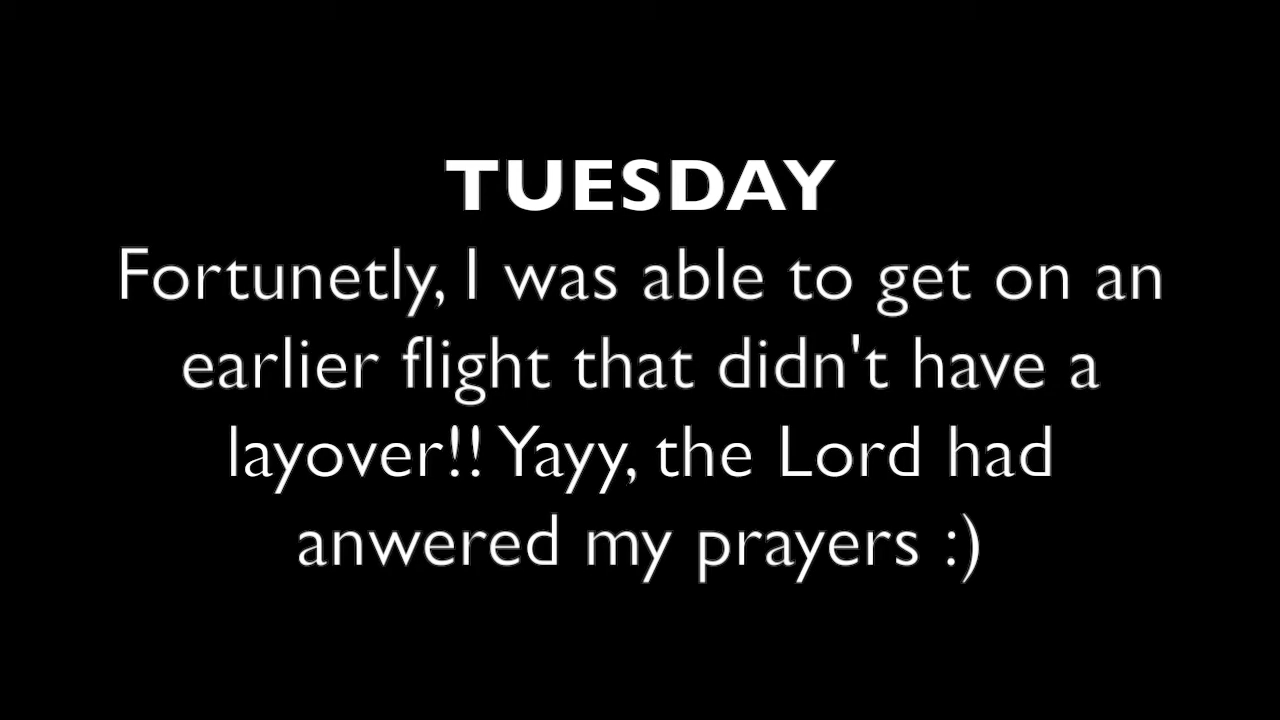 TUESDAY
Fortunetly, I was able to get on an
earlier flight that didn't have a
layover!! Yayy, the Lord had
anwered my prayers :)